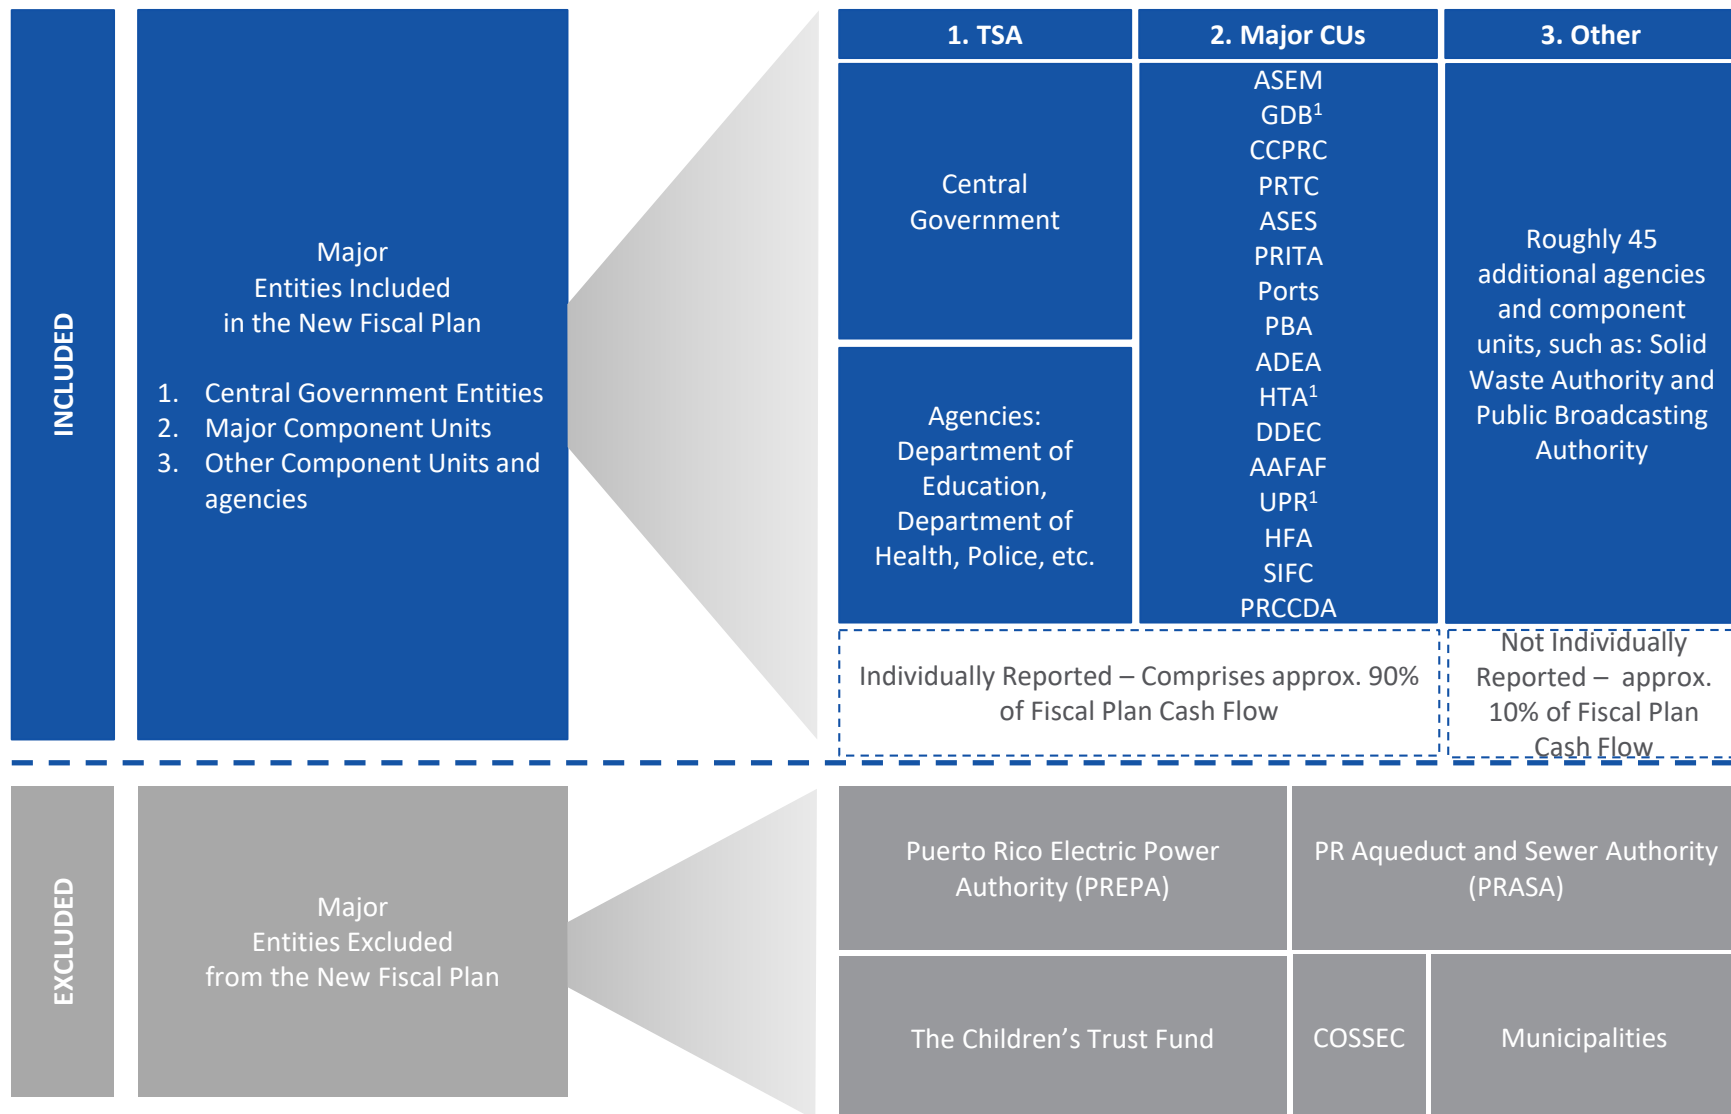 INCLUDED
Major
Entities Included
in the New Fiscal Plan
1. Central Government Entities
2. Major Component Units
3. Other Component Units and
agencies
1. TSA
2. Major CUs
3. Other
Central
Government
Agencies:
Department of
Education,
Department of
Health, Police, etc.
ASEM
GDB¹
CCPRC
PRTC
ASES
PRITA
Ports
PBA
ADEA
HTA¹
DDEC
AAFAF
UPR¹
HFA
SIFC
PRCCDA
Roughly 45
additional agencies
and component
units, such as: Solid
Waste Authority and
Public Broadcasting
Authority
Individually Reported – Comprises approx. 90%
of Fiscal Plan Cash Flow
Not Individually
Reported – approx.
10% of Fiscal Plan
Cash Flow
EXCLUDED
Major
Entities Excluded
from the New Fiscal Plan
Puerto Rico Electric Power
Authority (PREPA)
PR Aqueduct and Sewer Authority
(PRASA)
The Children’s Trust Fund
COSSEC
Municipalities